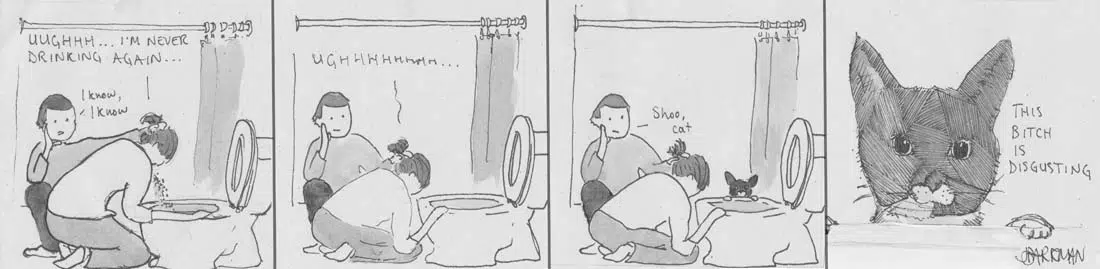 UUGHHH... I'M NEVER
DRINKING AGAIN...
I know,
I know
UGHHHHHHHH...
Shoo,
cat
THIS
BITCH
IS
DISGUSTING